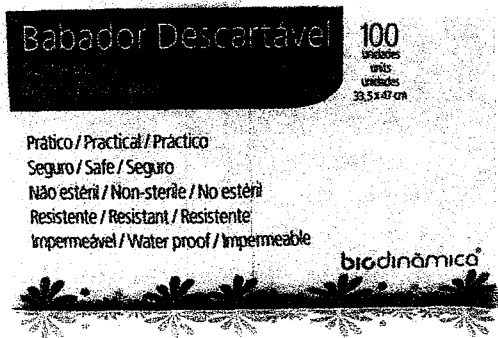 Babador Descartável
100
unidades
units
unidades
33,5 x 47 cm
Prático / Practical / Práctico
Seguro / Safe / Seguro
Não estéril / Non-sterile / No estéril
Resistente / Resistant / Resistente
Impermeável / Water proof / Impermeable
biodinâmica